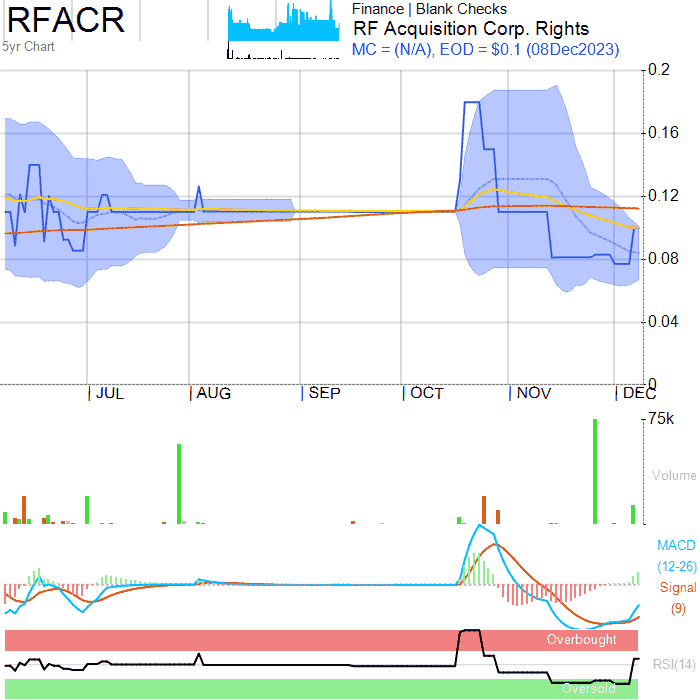 RFACR
5yr Chart
Finance | Blank Checks
RF Acquisition Corp. Rights
MC = (N/A), EOD = $0.1 (08Dec2023)
0.2
0.16
0.12
0.08
0.04
0
JUL AUG SEP OCT NOV DEC
75k
Volume
MACD
(12-26)
Signal
(9)
Overbought
RSI(14)
Oversold